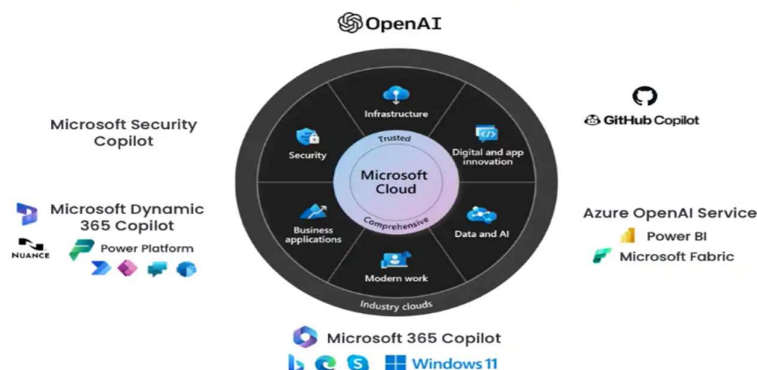 OpenAI
Infrastructure
Microsoft Security
Copilot
GitHub Copilot
Security
Trusted
Digital and app
innovation
Microsoft
Cloud
Microsoft Dynamic
365 Copilot
Azure OpenAI Service
NUANCE
Power Platform
Business
applications
Comprehensive
Data and AI
Power BI
Microsoft Fabric
Modern work
Industry clouds
Microsoft 365 Copilot
Windows 11